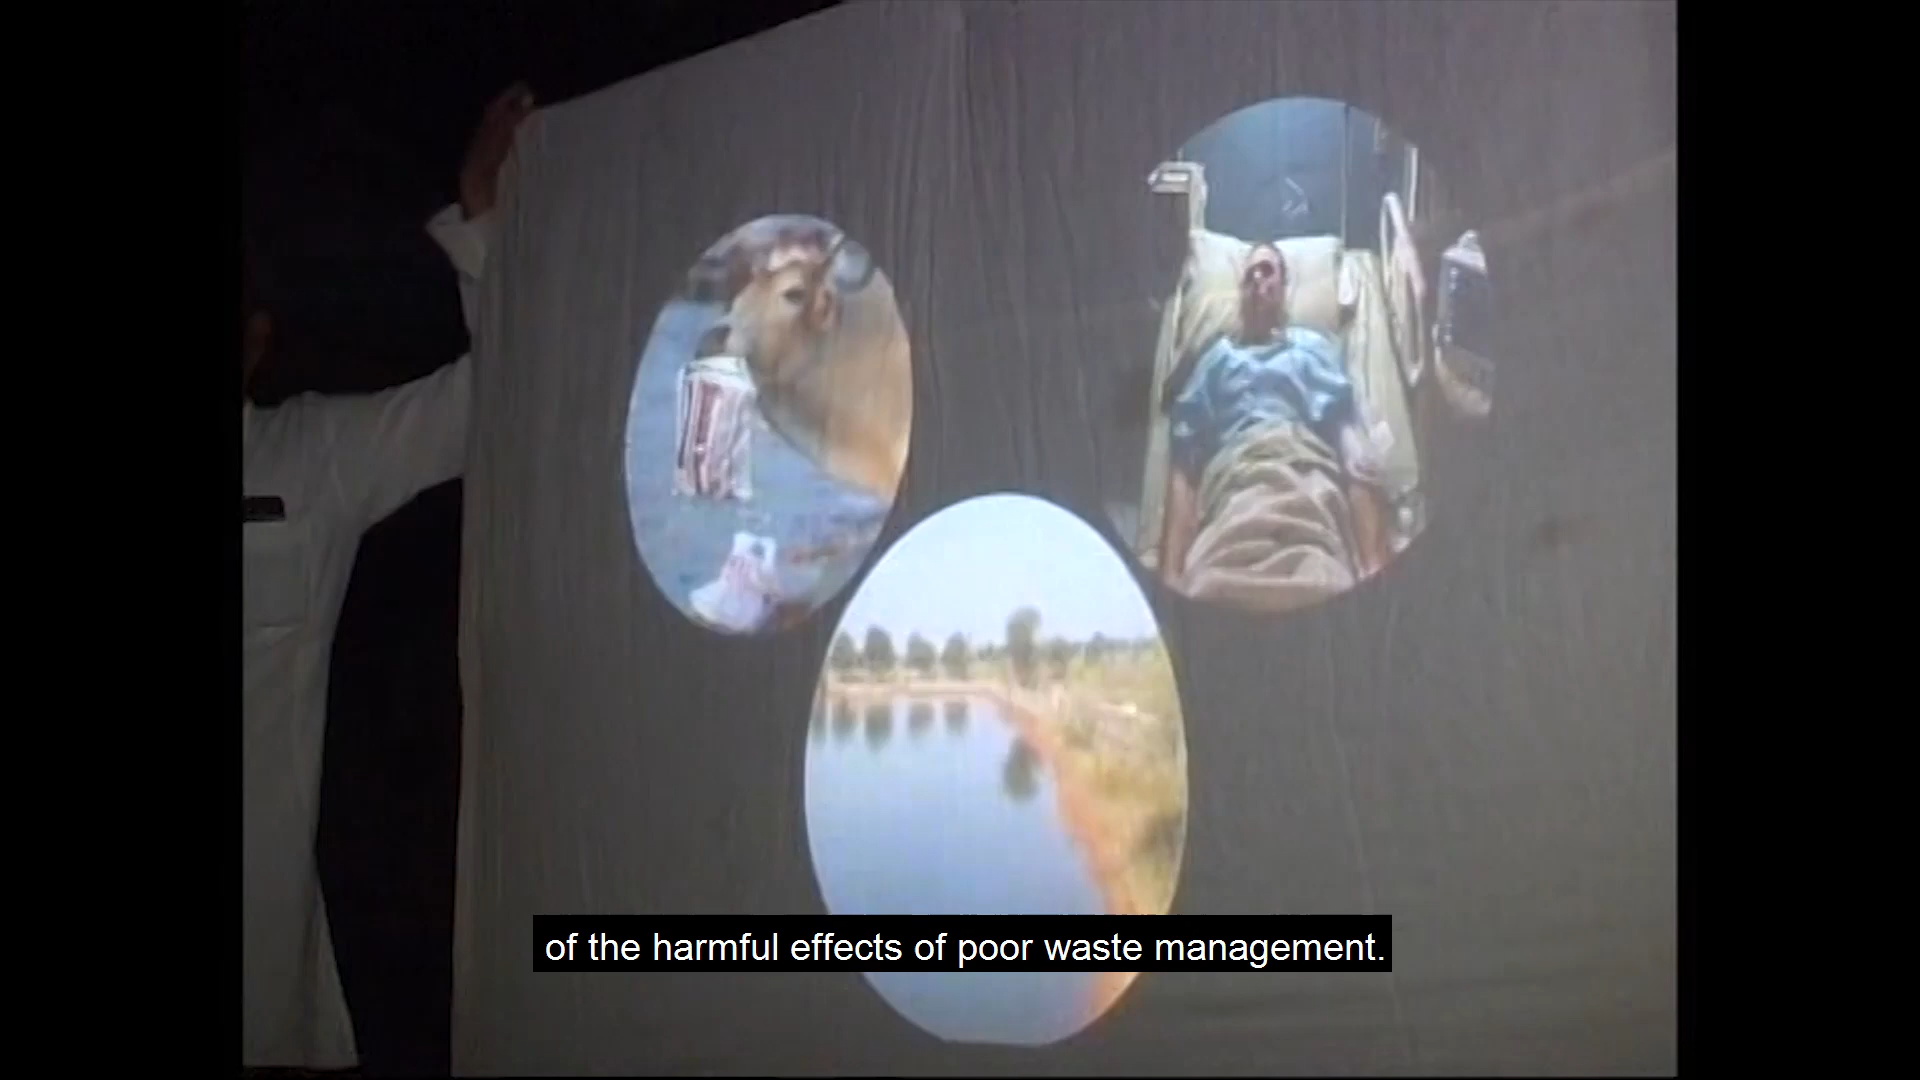 of the harmful effects of poor waste management.